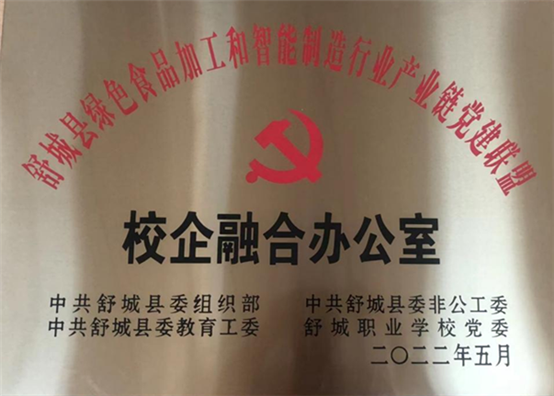 舒城县绿色食品加工和智能制造行业产业链党建联盟
校企融合办公室
中共舒城县委组织部 中共舒城县委非公工委
中共舒城县委教育工委 舒城职业学校党委
二〇二二年五月